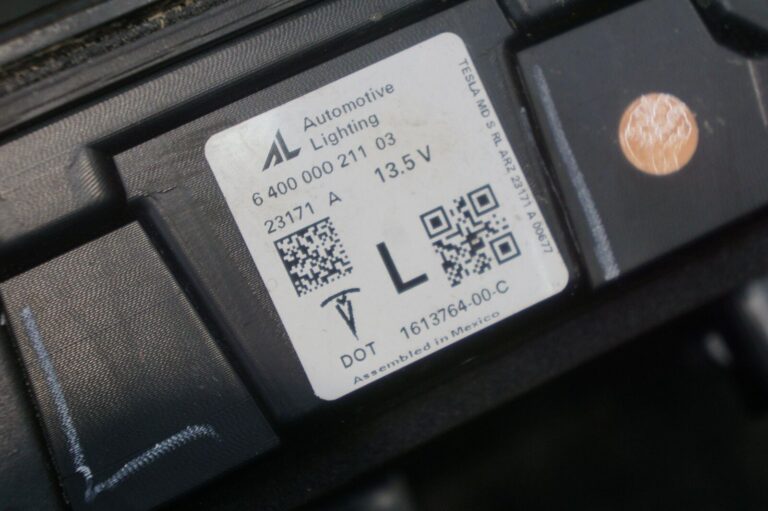 AL Automotive
Lighting
6 400 000 211 03
23171 A 13.5 V
L
DOT 1613764-00-C
Assembled in Mexico
TESLA MD S RL ARZ 23171 A 00677